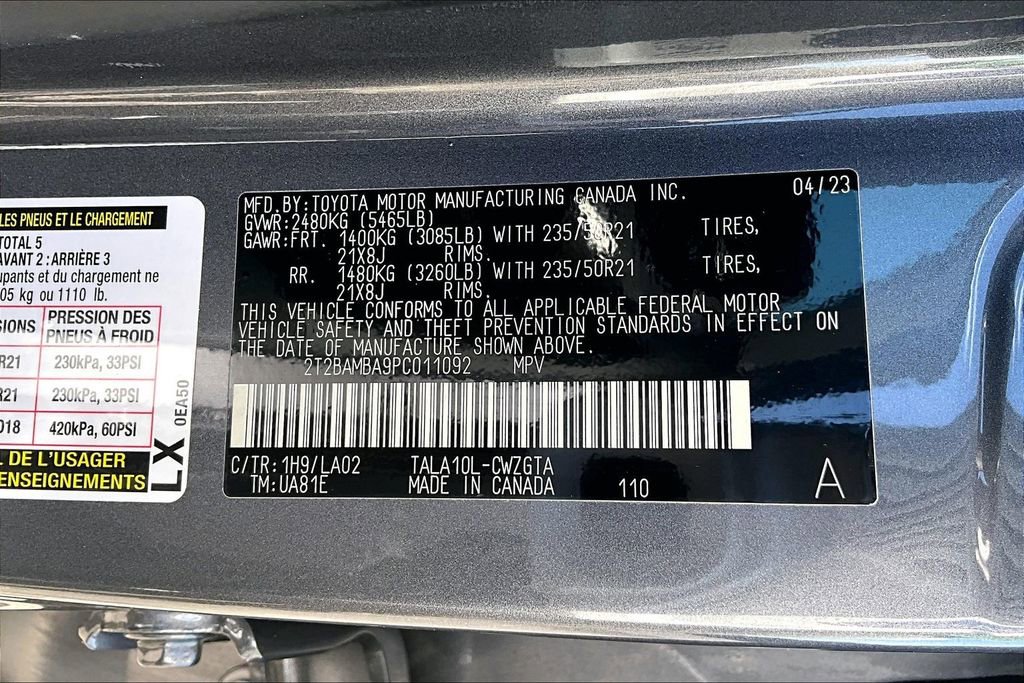 LES PNEUS ET LE CHARGEMENT
TOTAL 5
AVANT 2 : ARRIÈRE 3
upants et du chargement ne
05 kg ou 1110 lb.
SIONS PRESSION DES
PNEUS À FROID
R21 230kPa, 33PSI
R21 230kPa, 33PSI
D18 420kPa, 60PSI
L DE L'USAGER
ENSEIGNEMENTS
LX 0EA50
MFD. BY: TOYOTA MOTOR MANUFACTURING CANADA INC. 04/23
GVWR:2480KG (5465LB)
GAWR:FRT. 1400KG (3085LB) WITH 235/50R21 TIRES,
21X8J RIMS.
RR. 1480KG (3260LB) WITH 235/50R21 TIRES,
21X8J RIMS.
THIS VEHICLE CONFORMS TO ALL APPLICABLE FEDERAL MOTOR
VEHICLE SAFETY AND THEFT PREVENTION STANDARDS IN EFFECT ON
THE DATE OF MANUFACTURE SHOWN ABOVE.
2T2BAMBA9PC011092 MPV
C/TR:1H9/LA02 TALA10L-CWZGTA
TM:UA81E MADE IN CANADA 110 A